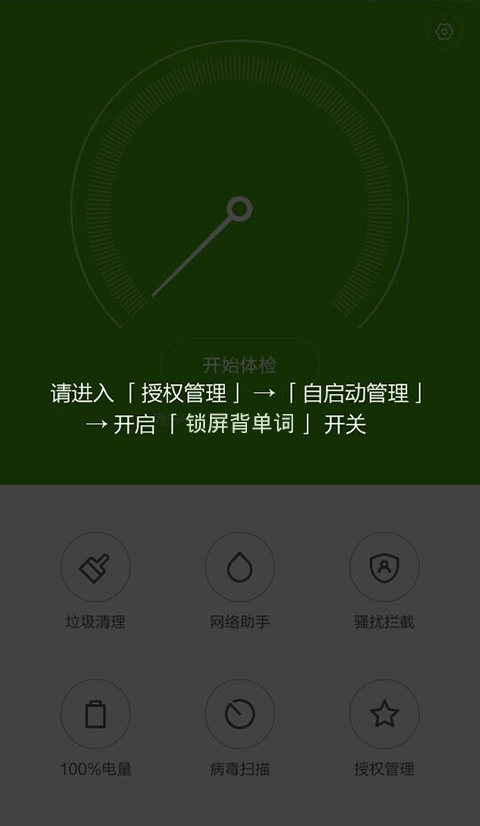 开始体检
请进入「授权管理」→「自启动管理」
→开启「锁屏背单词」开关
垃圾清理
网络助手
骚扰拦截
100%电量
病毒扫描
授权管理